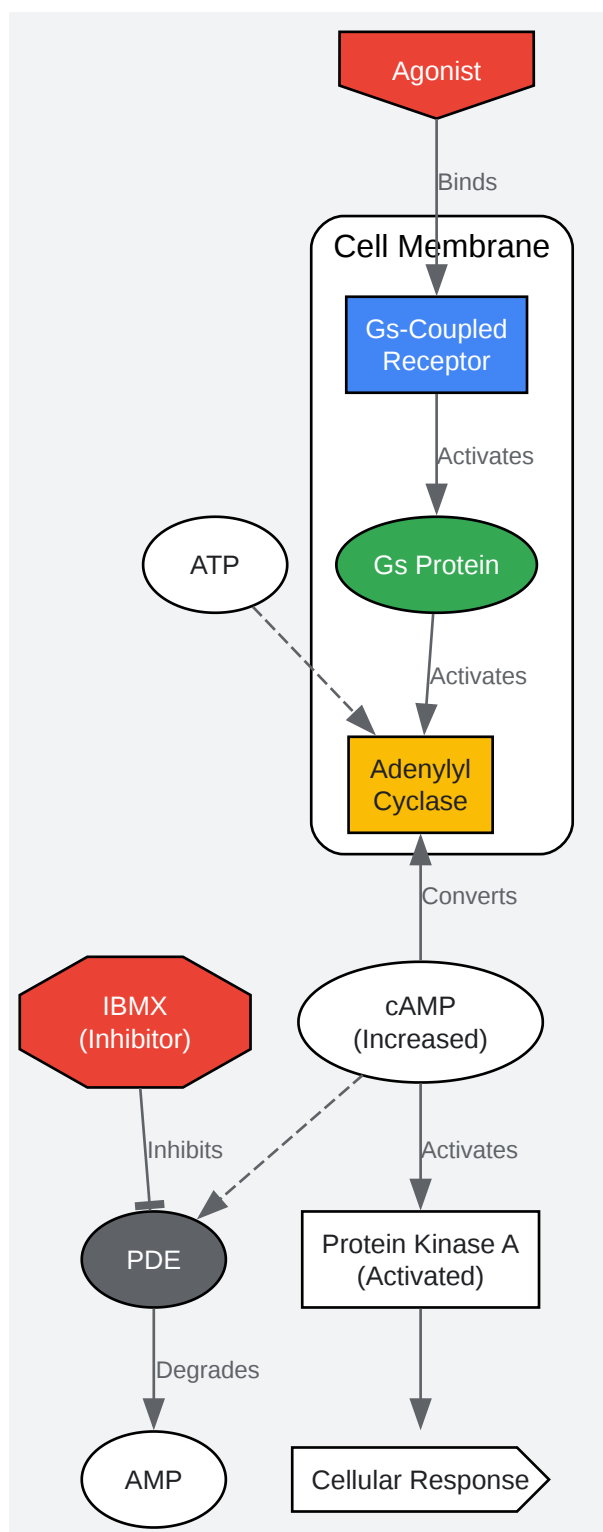 Agonist
Binds
Cell Membrane
Gs-Coupled
Receptor
Activates
ATP
Gs Protein
Activates
Adenylyl
Cyclase
Converts
IBMX
(Inhibitor)
cAMP
(Increased)
Inhibits
Activates
PDE
Protein Kinase A
(Activated)
Degrades
AMP
Cellular Response